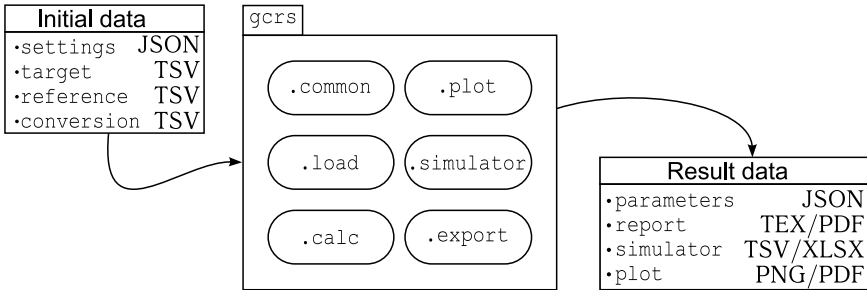 Initial data
·settings JSON
·target TSV
·reference TSV
·conversion TSV
gcrs
.common .plot
.load .simulator
.calc .export
Result data
·parameters JSON
·report TEX/PDF
·simulator TSV/XLSX
·plot PNG/PDF